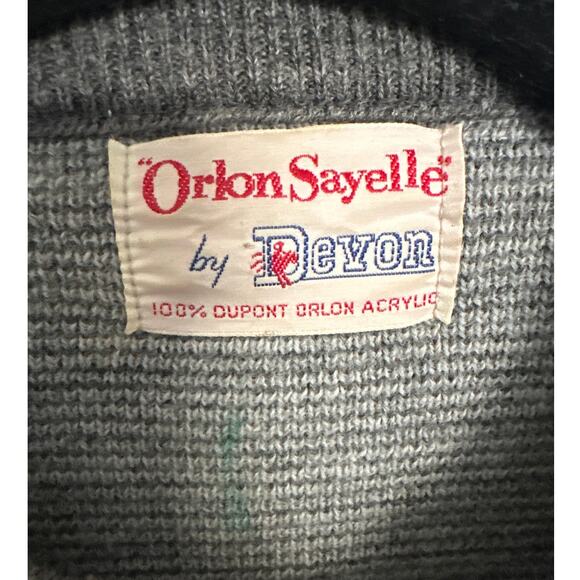 "Orlon Sayelle"
by Devon
100% DUPONT ORLON ACRYLIC